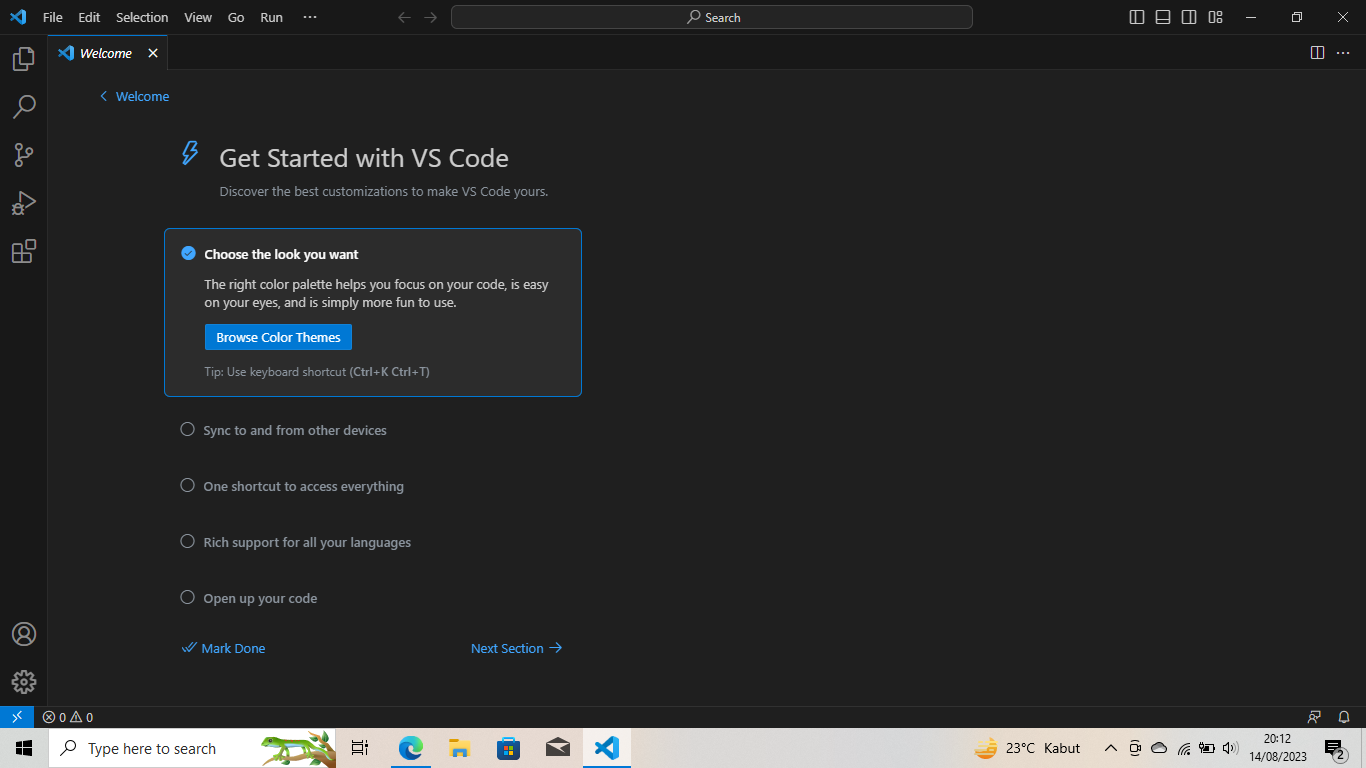 File Edit Selection View Go Run ···
Search
Welcome
Welcome
Get Started with VS Code
Discover the best customizations to make VS Code yours.
Choose the look you want
The right color palette helps you focus on your code, is easy
on your eyes, and is simply more fun to use.
Browse Color Themes
Tip: Use keyboard shortcut (Ctrl+K Ctrl+T)
Sync to and from other devices
One shortcut to access everything
Rich support for all your languages
Open up your code
Mark Done Next Section
0 0
Type here to search
23°C Kabut
20:12
14/08/2023
2